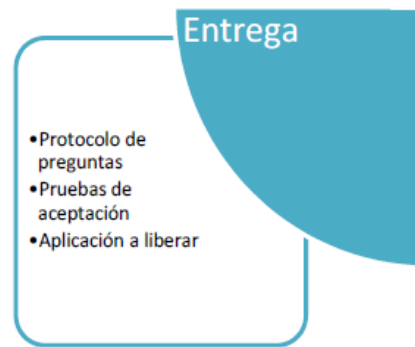 Entrega
•Protocolo de
preguntas
•Pruebas de
aceptación
•Aplicación a liberar